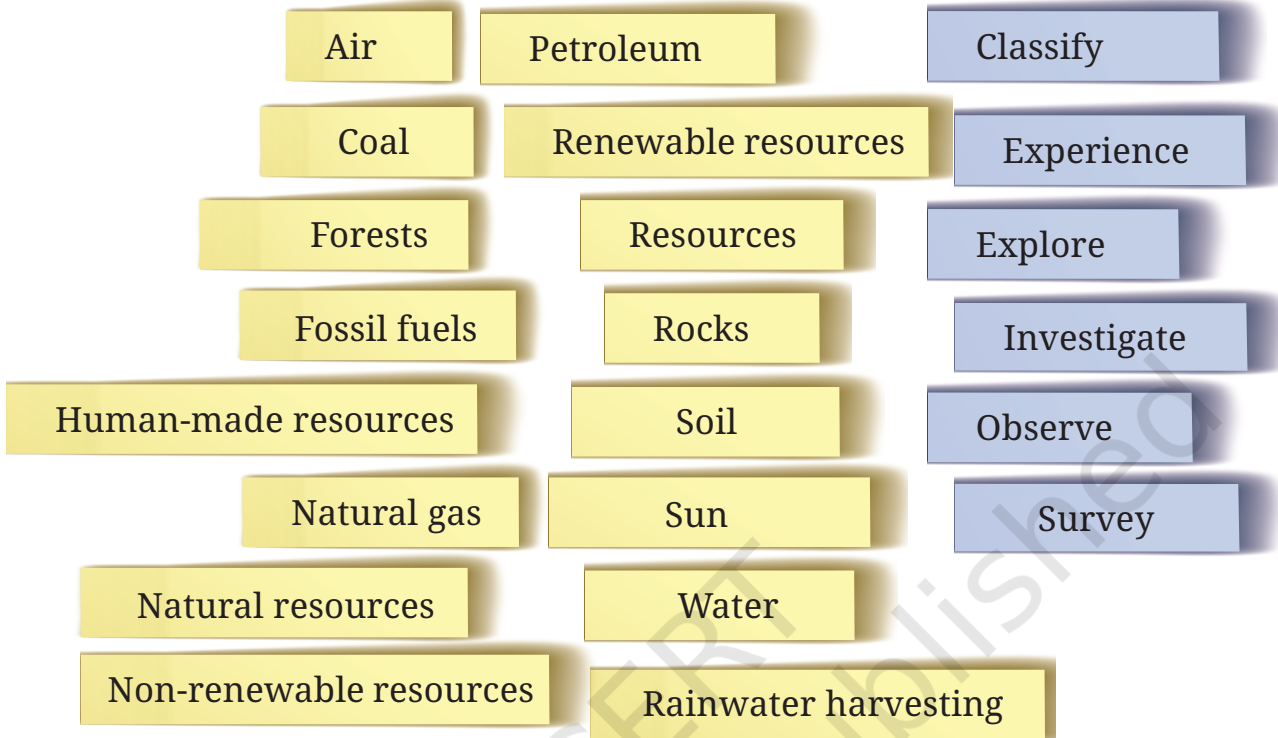 Air
Petroleum
Classify
Coal
Renewable resources
Experience
Forests
Resources
Explore
Fossil fuels
Rocks
Investigate
Human-made resources
Soil
Observe
Natural gas
Sun
Survey
Natural resources
Water
Non-renewable resources
Rainwater harvesting